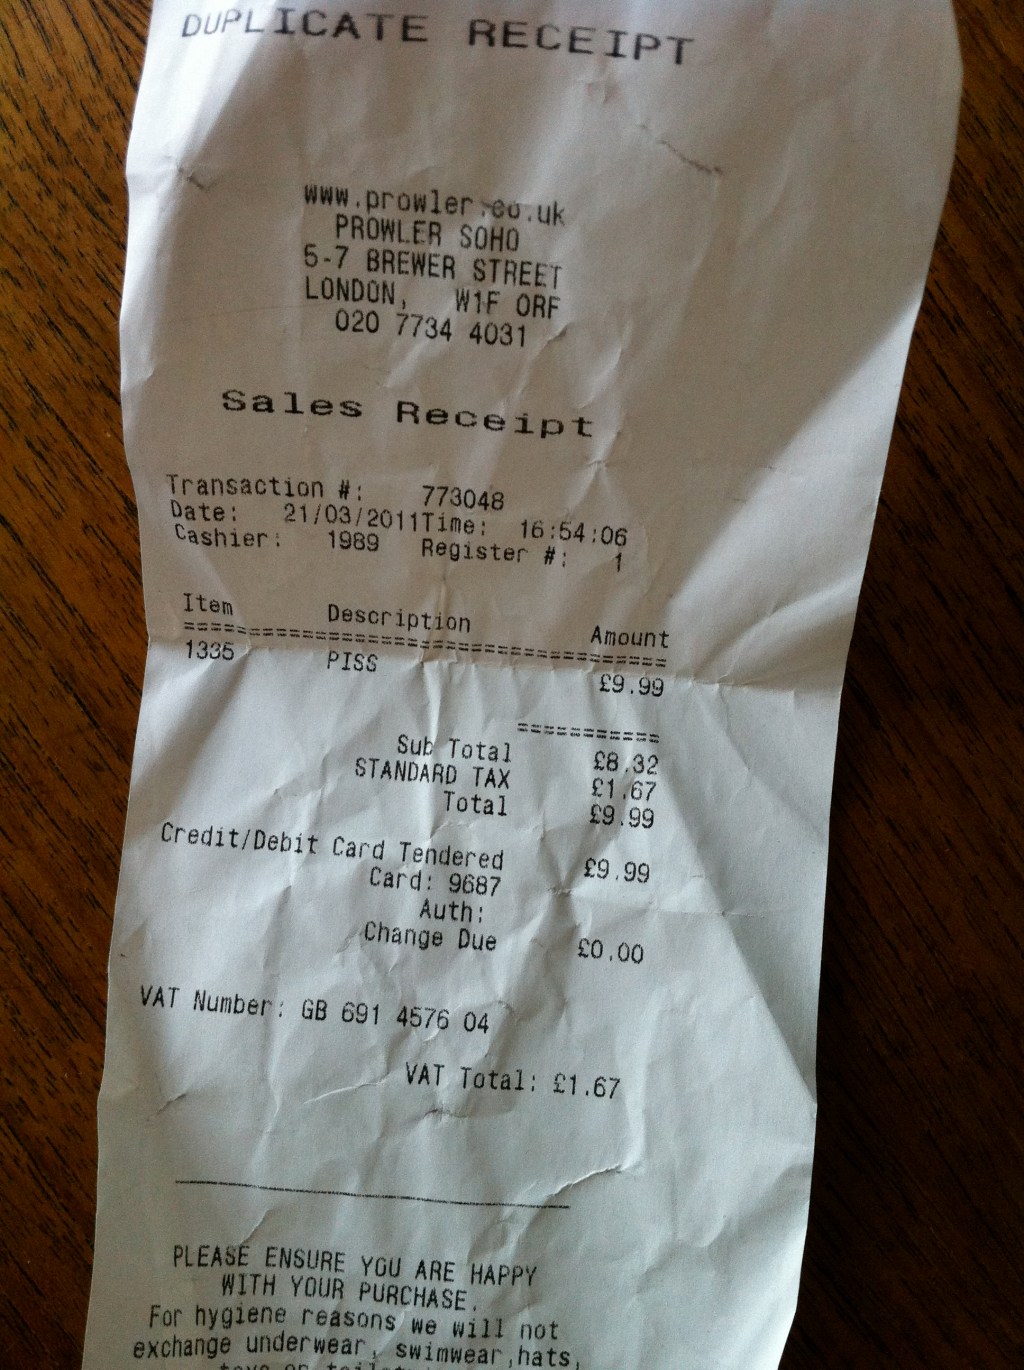 DUPLICATE RECEIPT
www.prowler.co.uk
PROWLER SOHO
5-7 BREWER STREET
LONDON, W1F 0RF
020 7734 4031
Sales Receipt
Transaction #: 773048
Date: 21/03/2011Time: 16:54:06
Cashier: 1989 Register #: 1
Item Description Amount
=====================================
1335 PISS £9.99
===========
Sub Total £8.32
STANDARD TAX £1.67
Total £9.99
Credit/Debit Card Tendered £9.99
Card: 9687
Auth:
Change Due £0.00
VAT Number: GB 691 4576 04
VAT Total: £1.67
PLEASE ENSURE YOU ARE HAPPY
WITH YOUR PURCHASE.
For hygiene reasons we will not
exchange underwear, swimwear,hats,
toys or